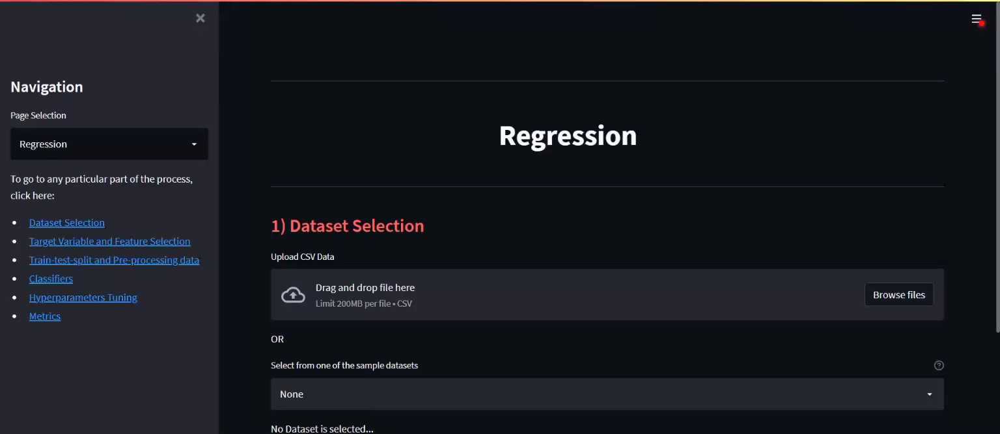 Navigation
Page Selection
Regression
To go to any particular part of the process,
click here:
Dataset Selection
Target Variable and Feature Selection
Train-test-split and Pre-processing data
Classifiers
Hyperparameters Tuning
Metrics
Regression
1) Dataset Selection
Upload CSV Data
Drag and drop file here
Limit 200MB per file • CSV
Browse files
OR
Select from one of the sample datasets
None
No Dataset is selected...